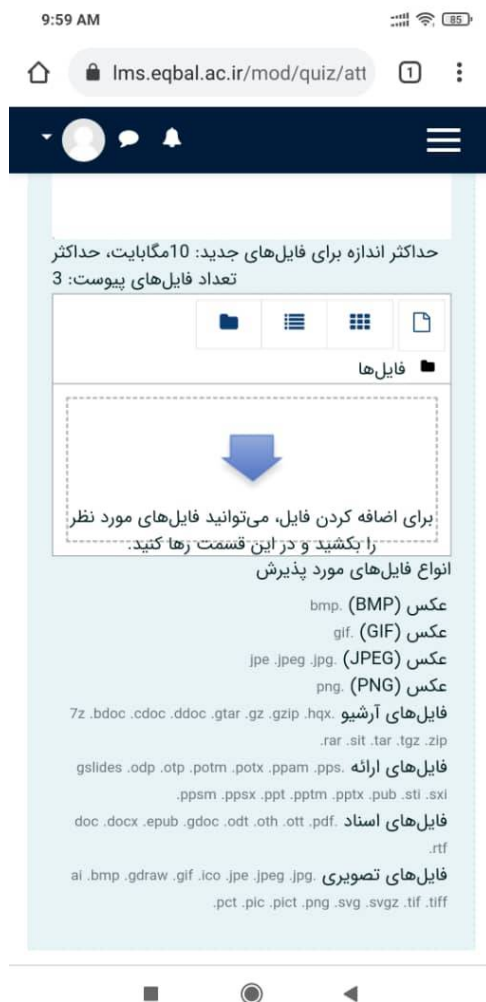 9:59 AM
85
lms.eqbal.ac.ir/mod/quiz/att
1
حداکثر اندازه برای فایل‌های جدید: 10مگابایت، حداکثر
تعداد فایل‌های پیوست: 3
فایل‌ها
برای اضافه کردن فایل، می‌توانید فایل‌های مورد نظر
را بکشید و در این قسمت رها کنید.
انواع فایل‌های مورد پذیرش
عکس (BMP) .bmp
عکس (GIF) .gif
عکس (JPEG) .jpe .jpeg .jpg
عکس (PNG) .png
فایل‌های آرشیو .7z .bdoc .cdoc .ddoc .gtar .gz .gzip .hqx
.rar .sit .tar .tgz .zip
فایل‌های ارائه .gslides .odp .otp .potm .potx .ppam .pps
.ppsm .ppsx .ppt .pptm .pptx .pub .sti .sxi
فایل‌های اسناد .doc .docx .epub .gdoc .odt .oth .ott .pdf
.rtf
فایل‌های تصویری .ai .bmp .gdraw .gif .ico .jpe .jpeg .jpg
.pct .pic .pict .png .svg .svgz .tif .tiff